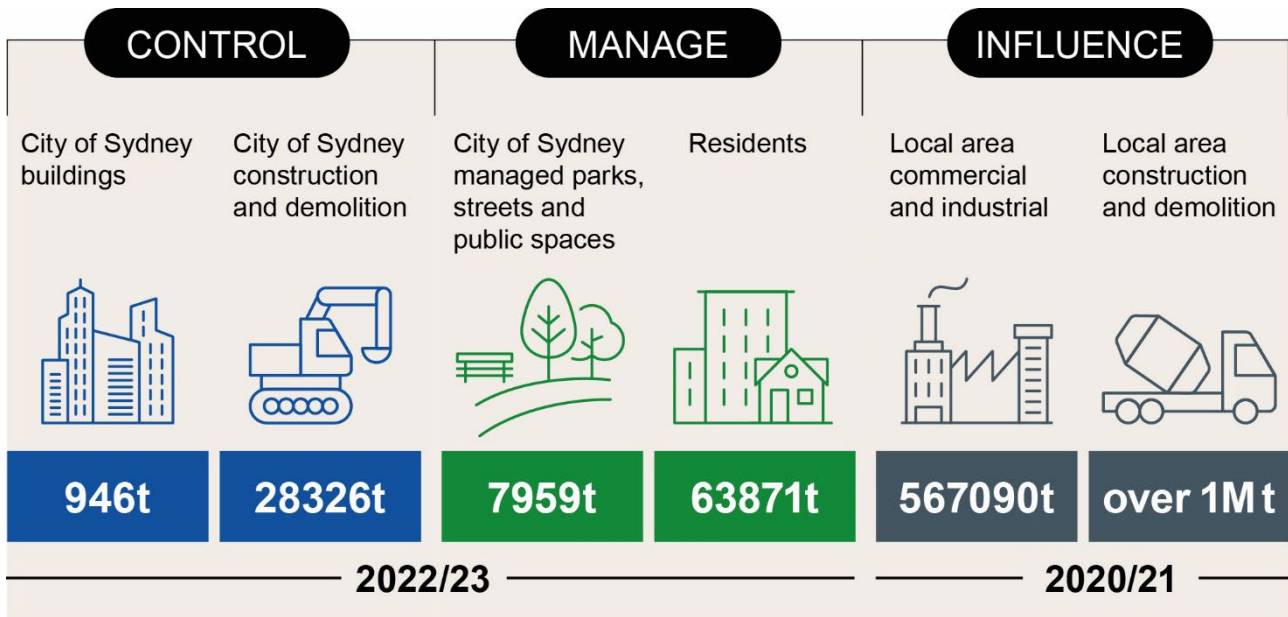 CONTROL
MANAGE
INFLUENCE
City of Sydney
buildings
City of Sydney
construction
and demolition
City of Sydney
managed parks,
streets and
public spaces
Residents
Local area
commercial
and industrial
Local area
construction
and demolition
946t
28326t
7959t
63871t
567090t
over 1M t
2022/23
2020/21